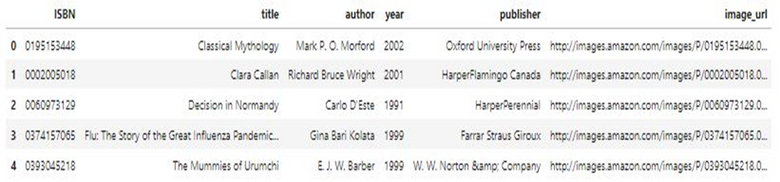 ISBN title author year publisher image_url
0 0195153448 Classical Mythology Mark P. O. Morford 2002 Oxford University Press http://images.amazon.com/images/P/0195153448.0...
1 0002005018 Clara Callan Richard Bruce Wright 2001 HarperFlamingo Canada http://images.amazon.com/images/P/0002005018.0...
2 0060973129 Decision in Normandy Carlo D'Este 1991 HarperPerennial http://images.amazon.com/images/P/0060973129.0...
3 0374157065 Flu: The Story of the Great Influenza Pandemic... Gina Bari Kolata 1999 Farrar Straus Giroux http://images.amazon.com/images/P/0374157065.0...
4 0393045218 The Mummies of Urumchi E. J. W. Barber 1999 W. W. Norton &amp; Company http://images.amazon.com/images/P/0393045218.0...